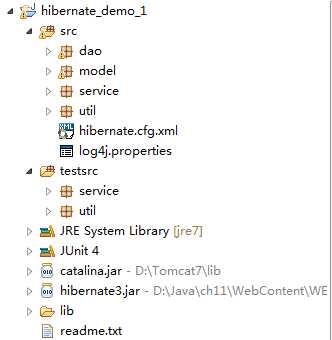 hibernate_demo_1
src
dao
model
service
util
hibernate.cfg.xml
log4j.properties
testsrc
service
util
JRE System Library [jre7]
JUnit 4
catalina.jar - D:\Tomcat7\lib
hibernate3.jar - D:\Java\ch11\WebContent\WE
lib
readme.txt